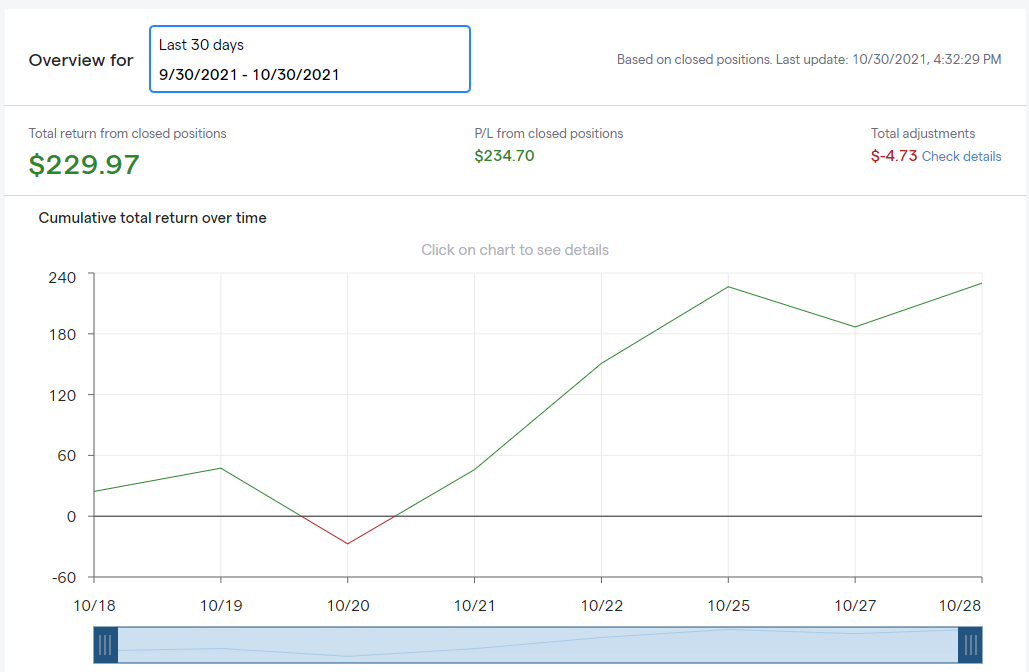 Overview for
Last 30 days
9/30/2021 - 10/30/2021
Based on closed positions. Last update: 10/30/2021, 4:32:29 PM
Total return from closed positions
$229.97
P/L from closed positions
$234.70
Total adjustments
$-4.73 Check details
Cumulative total return over time
Click on chart to see details
240
180
120
60
0
-60
10/18 10/19 10/20 10/21 10/22 10/25 10/27 10/28